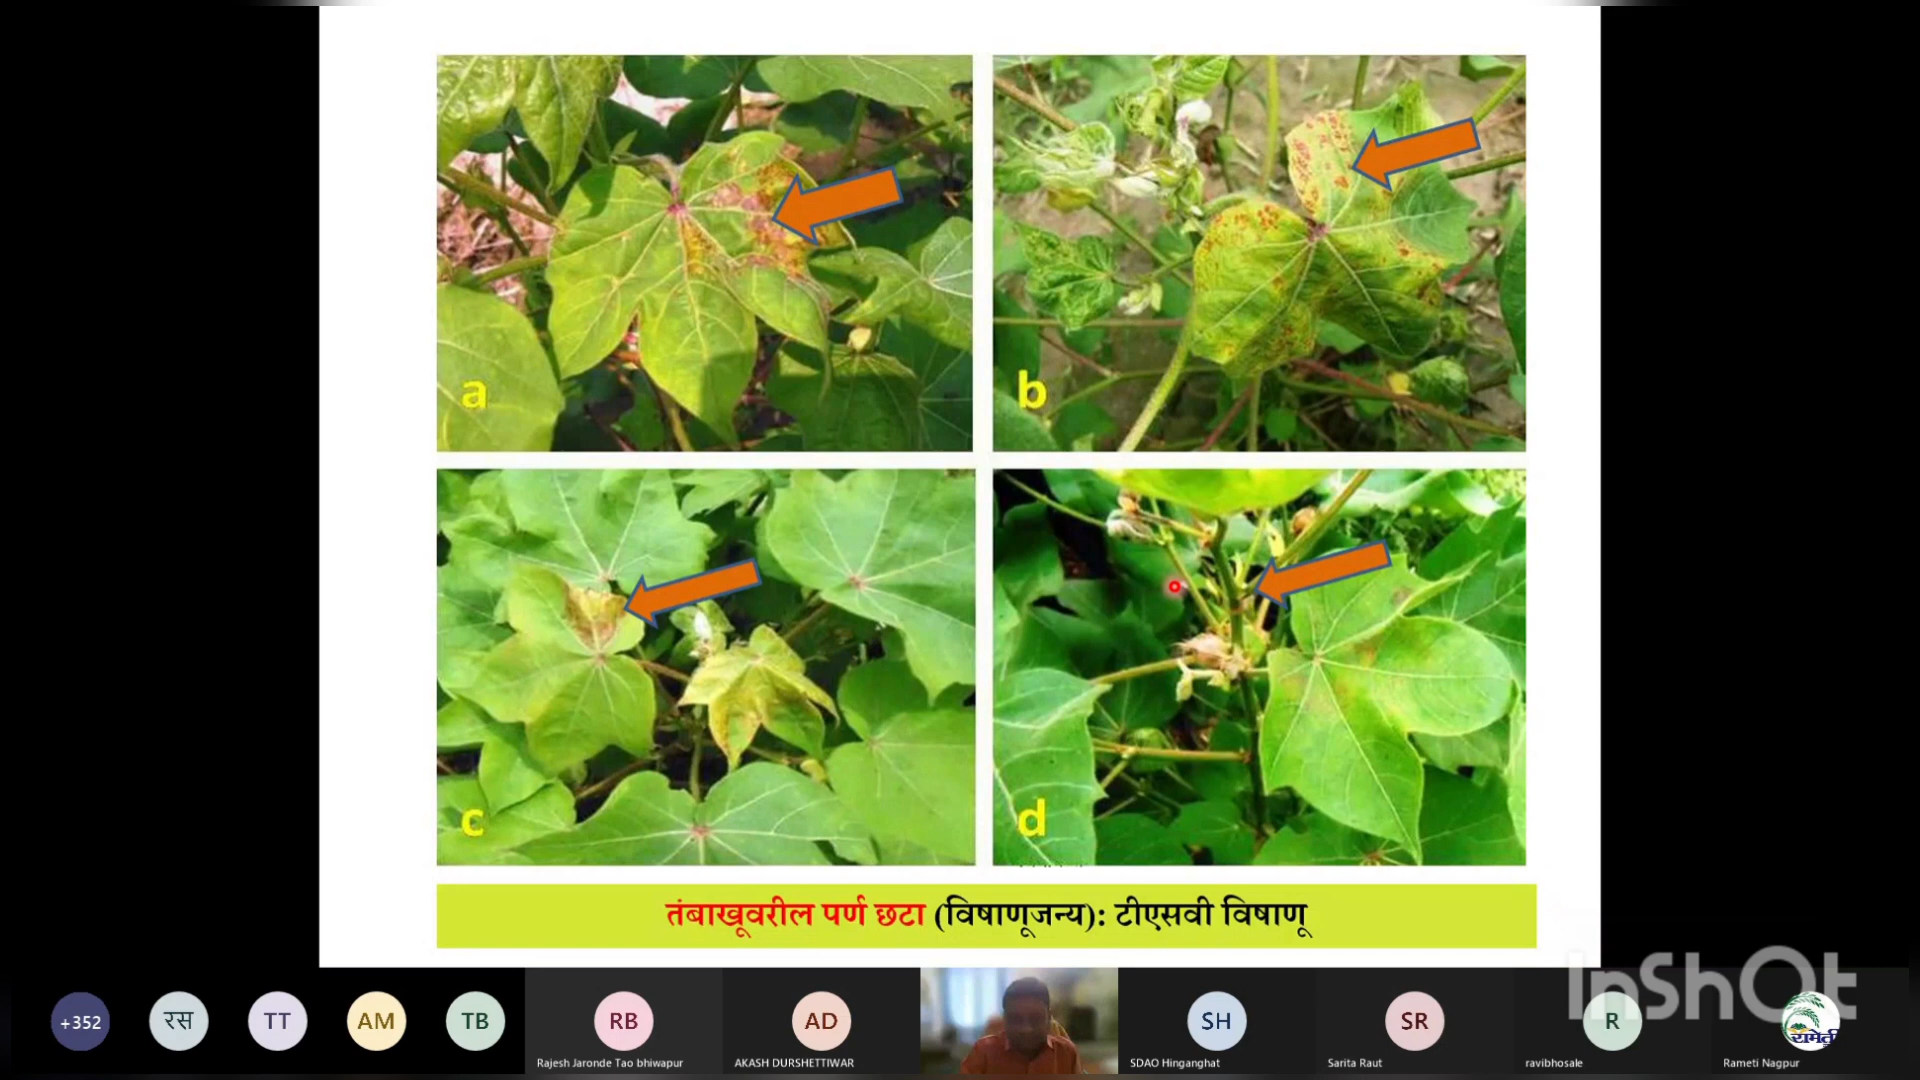 a
b
c
d
तंबाखूवरील पर्ण छटा (विषाणूजन्य): टीएसवी विषाणू
InShOt
+352
रस
TT
AM
TB
RB
AD
SH
SR
R
रामेती
Rajesh Jaronde Tao bhiwapur
AKASH DURSHETTIWAR
SDAO Hinganghat
Sarita Raut
ravibhosale
Rameti Nagpur